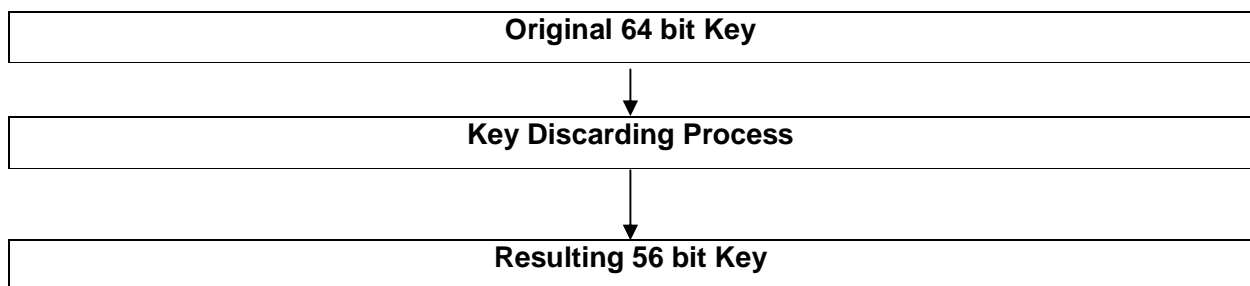 Original 64 bit Key
Key Discarding Process
Resulting 56 bit Key